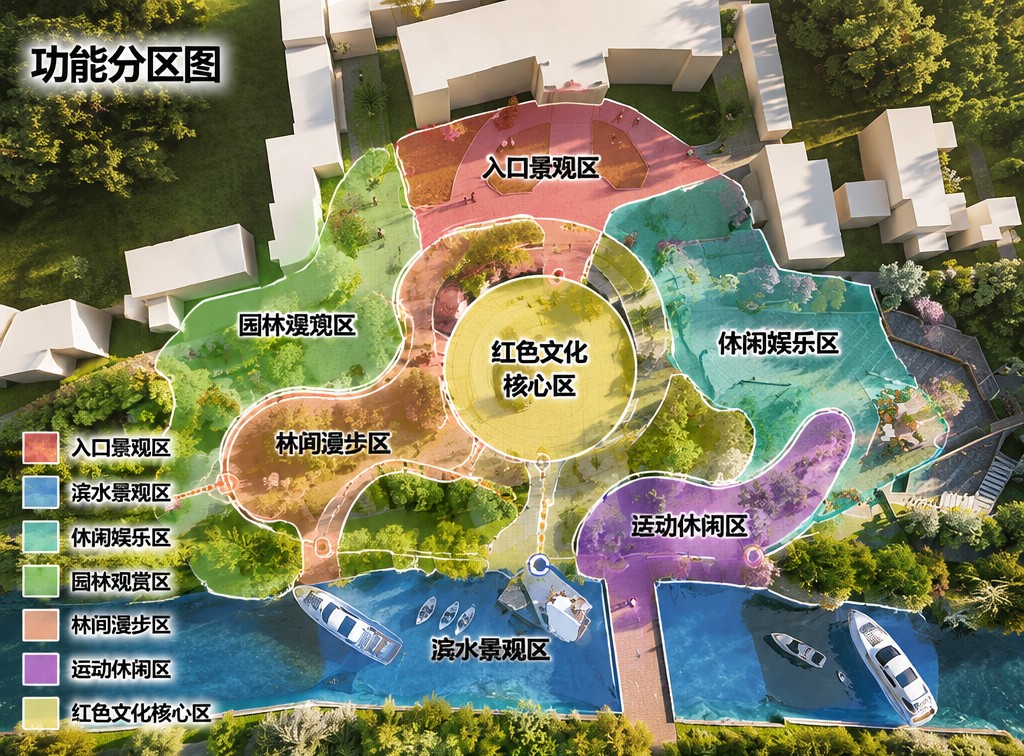 功能分区图
入口景观区
园林漫观区
休闲娱乐区
红色文化
核心区
林间漫步区
运动休闲区
滨水景观区
入口景观区
滨水景观区
休闲娱乐区
园林观赏区
林间漫步区
运动休闲区
红色文化核心区